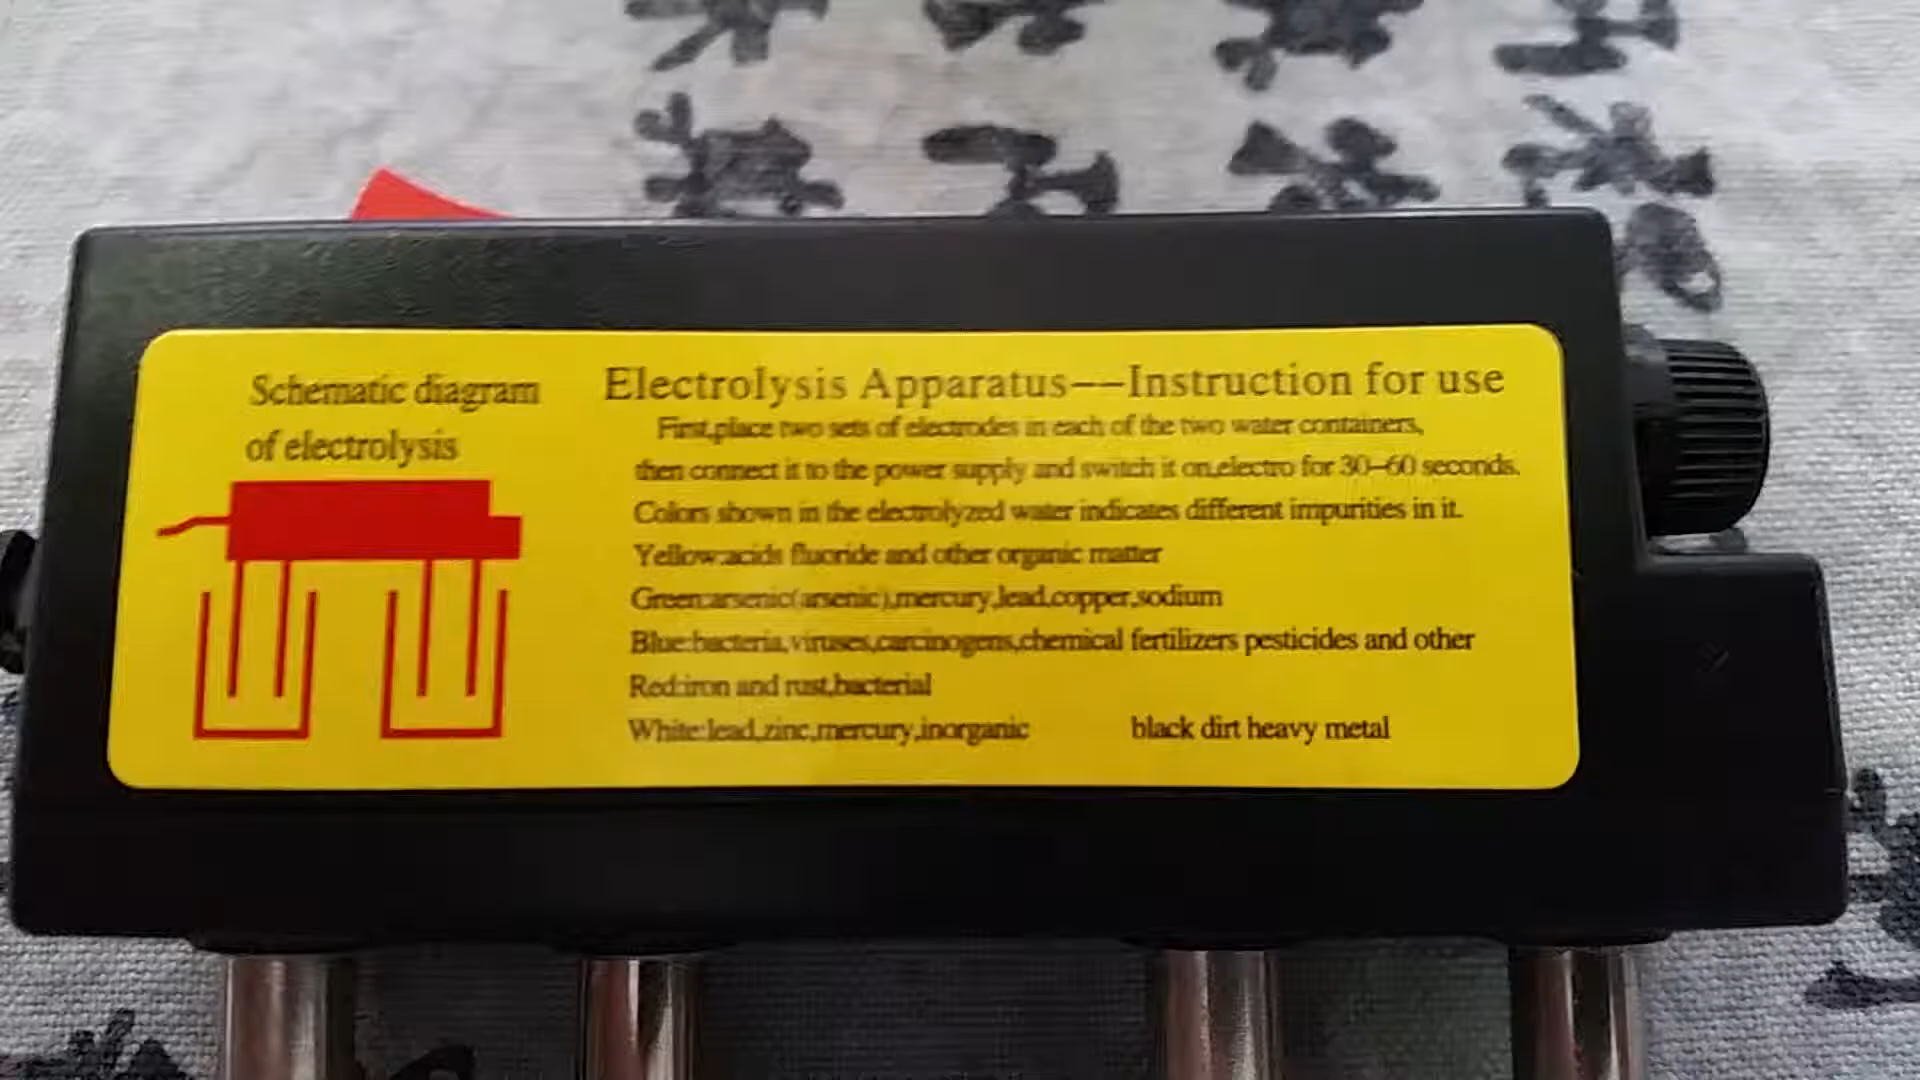 Schematic diagram
of electrolysis
Electrolysis Apparatus——Instruction for use
First,place two sets of electrodes in each of the two water containers,
then connect it to the power supply and switch it on,electro for 30–60 seconds.
Colors shown in the electrolyzed water indicates different impurities in it.
Yellow:acids fluoride and other organic matter
Green:arsenic(arsenic),mercury,lead,copper,sodium
Blue:bacteria,viruses,carcinogens,chemical fertilizers pesticides and other
Red:iron and rust,bacterial
White:lead,zinc,mercury,inorganic black dirt heavy metal